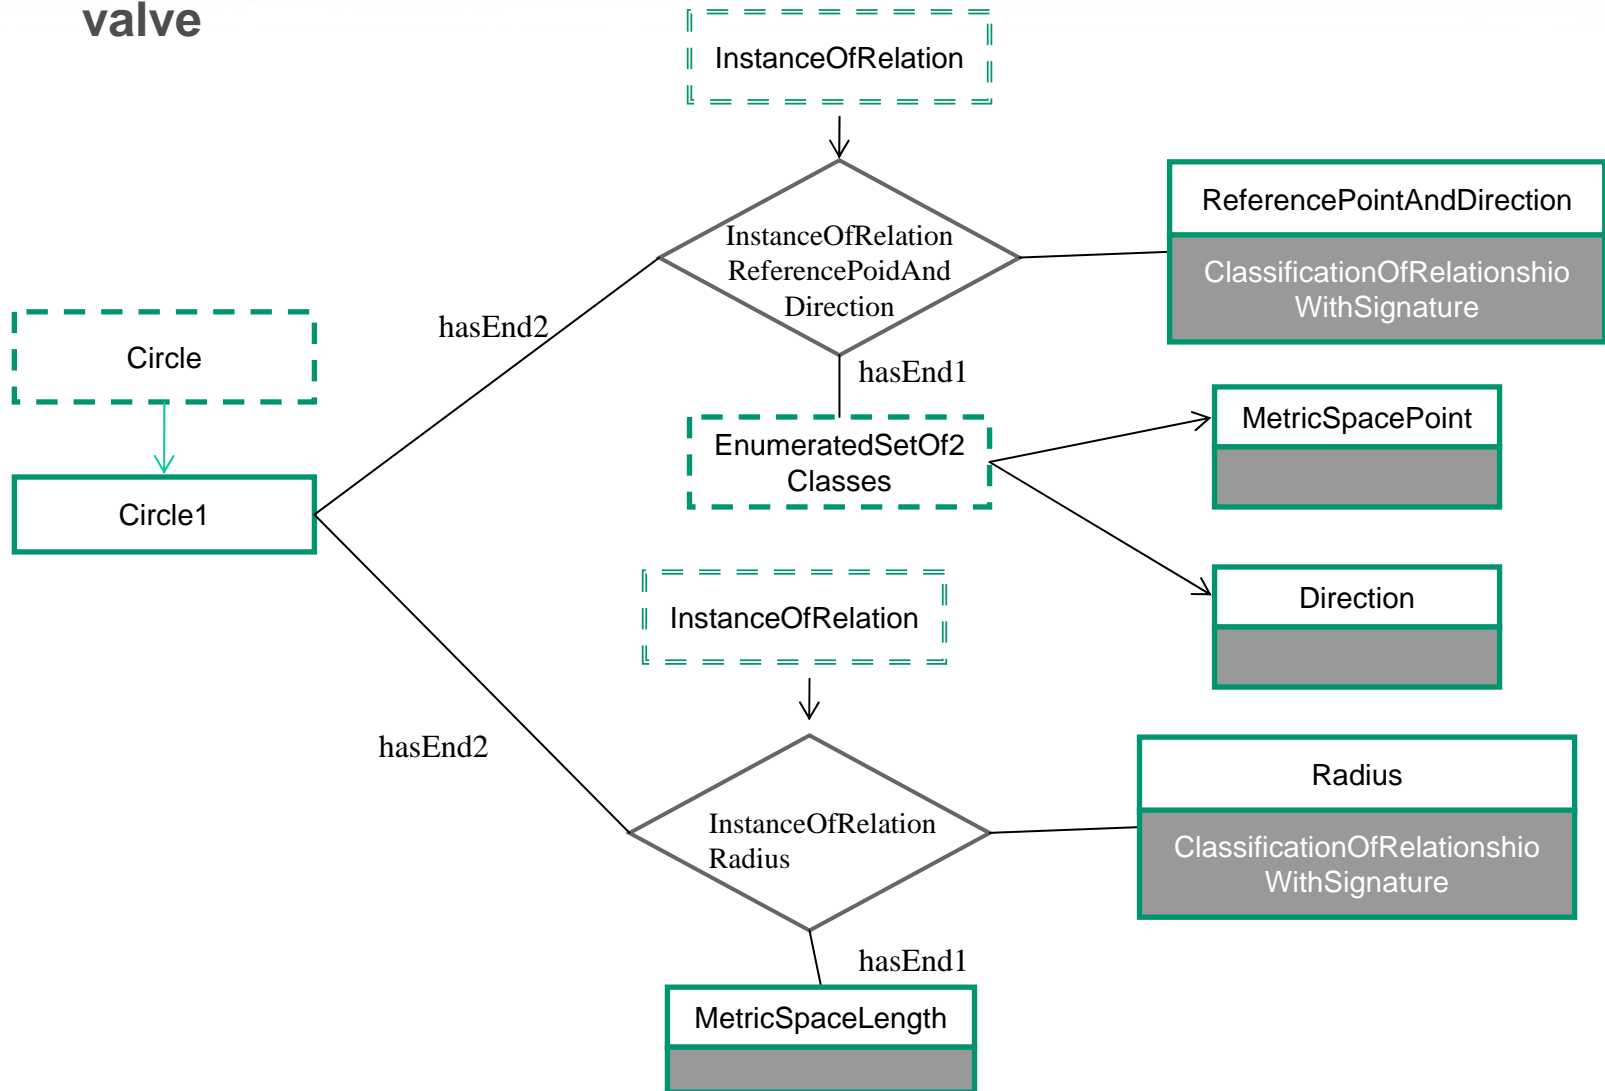 valve
InstanceOfRelation
InstanceOfRelation
ReferencePoidAnd
Direction
ReferencePointAndDirection
ClassificationOfRelationshio
WithSignature
hasEnd2
Circle
hasEnd1
MetricSpacePoint
EnumeratedSetOf2
Classes
Circle1
Direction
InstanceOfRelation
hasEnd2
Radius
InstanceOfRelation
Radius
ClassificationOfRelationshio
WithSignature
hasEnd1
MetricSpaceLength